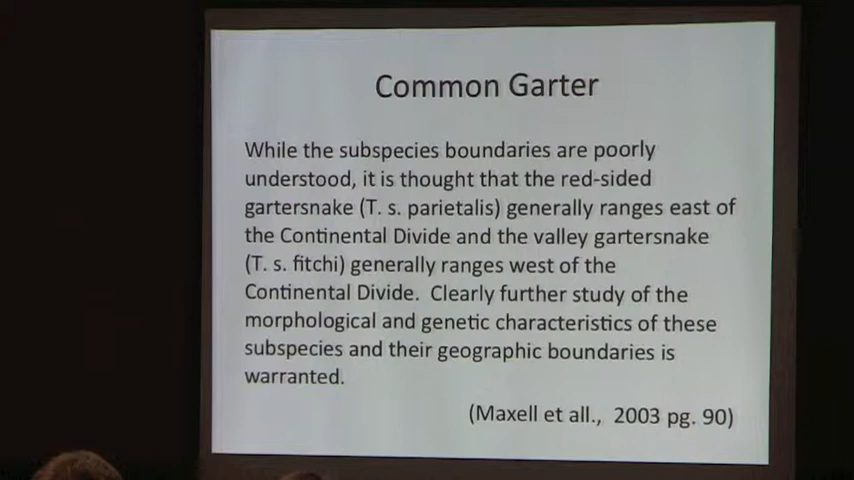 Common Garter
While the subspecies boundaries are poorly
understood, it is thought that the red-sided
gartersnake (T. s. parietalis) generally ranges east of
the Continental Divide and the valley gartersnake
(T. s. fitchi) generally ranges west of the
Continental Divide.  Clearly further study of the
morphological and genetic characteristics of these
subspecies and their geographic boundaries is
warranted.
(Maxell et all.,  2003 pg. 90)